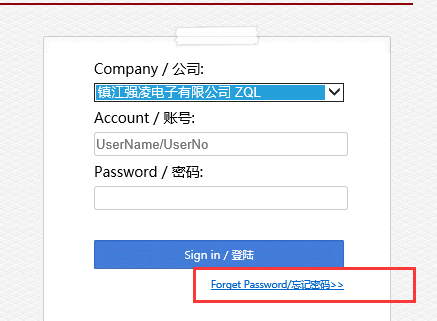 Company / 公司:
镇江强凌电子有限公司 ZQL
Account / 账号:
UserName/UserNo
Password / 密码:
Sign in / 登陆
Forget Password/忘记密码>>